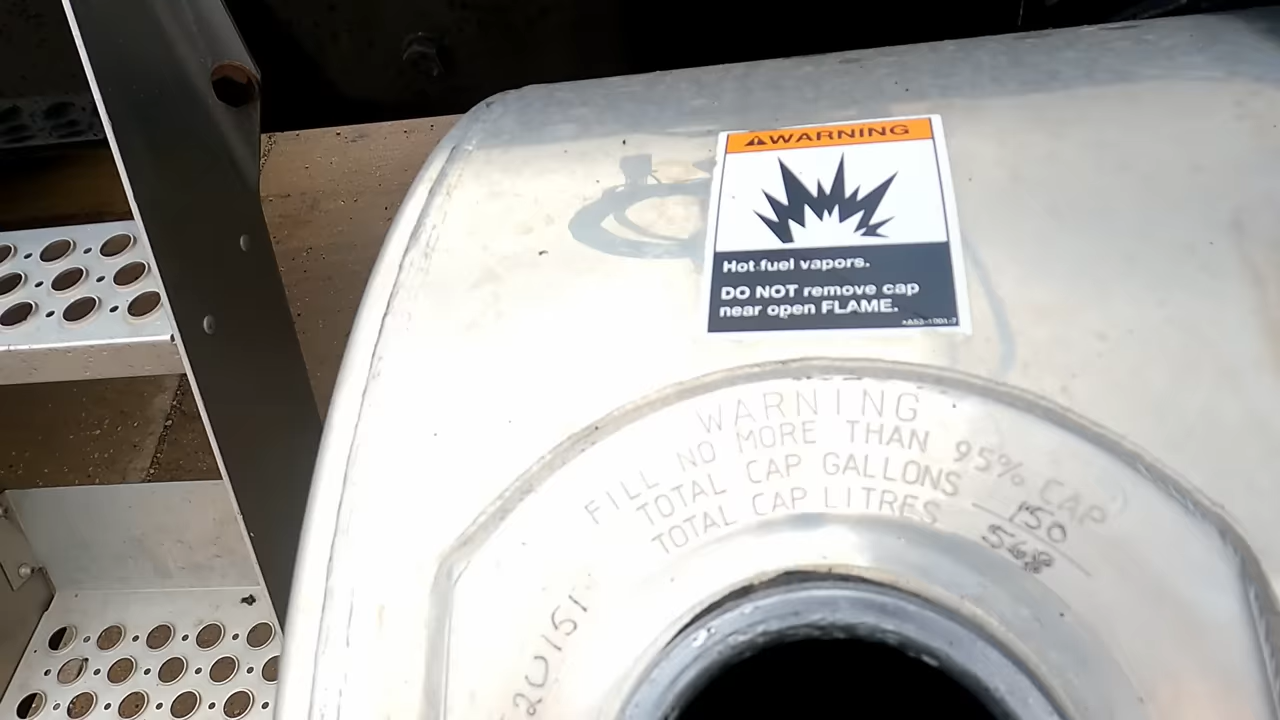 WARNING
Hot fuel vapors.
DO NOT remove cap
near open FLAME.
WARNING
FILL NO MORE THAN 95% CAP
TOTAL CAP GALLONS 150
TOTAL CAP LITRES 568
20151